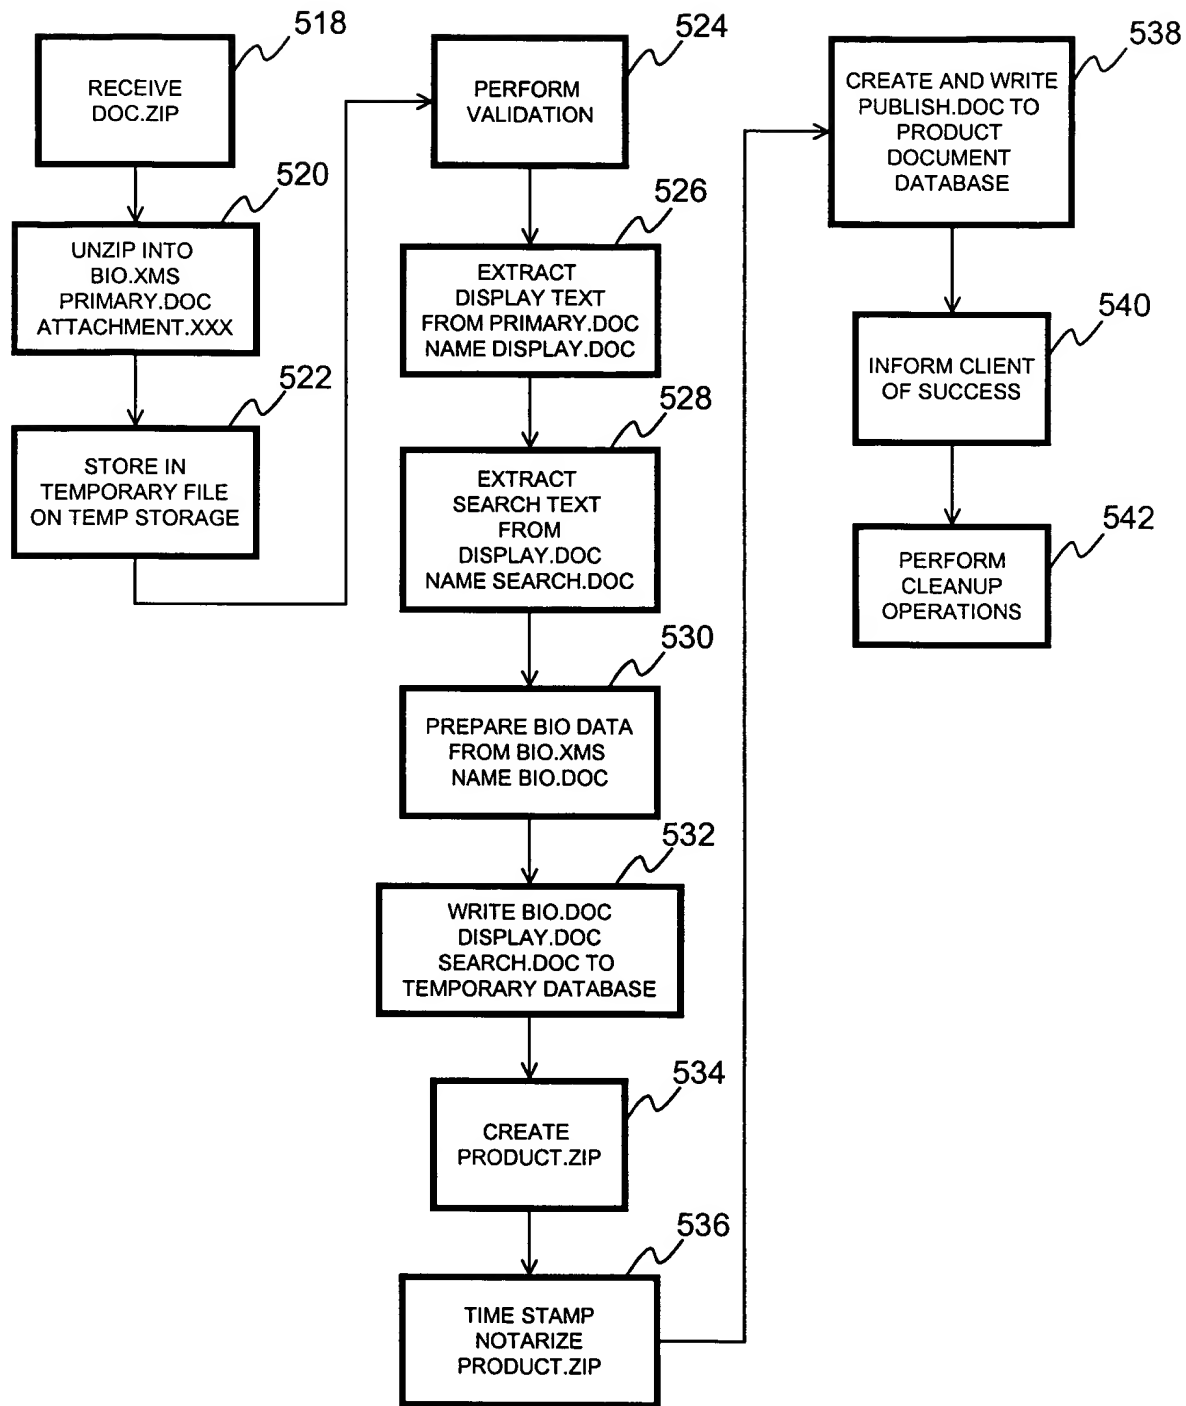 518
RECEIVE
DOC.ZIP
520
UNZIP INTO
BIO.XMS
PRIMARY.DOC
ATTACHMENT.XXX
522
STORE IN
TEMPORARY FILE
ON TEMP STORAGE
524
PERFORM
VALIDATION
526
EXTRACT
DISPLAY TEXT
FROM PRIMARY.DOC
NAME DISPLAY.DOC
528
EXTRACT
SEARCH TEXT
FROM
DISPLAY.DOC
NAME SEARCH.DOC
530
PREPARE BIO DATA
FROM BIO.XMS
NAME BIO.DOC
532
WRITE BIO.DOC
DISPLAY.DOC
SEARCH.DOC TO
TEMPORARY DATABASE
534
CREATE
PRODUCT.ZIP
536
TIME STAMP
NOTARIZE
PRODUCT.ZIP
538
CREATE AND WRITE
PUBLISH.DOC TO
PRODUCT
DOCUMENT
DATABASE
540
INFORM CLIENT
OF SUCCESS
542
PERFORM
CLEANUP
OPERATIONS